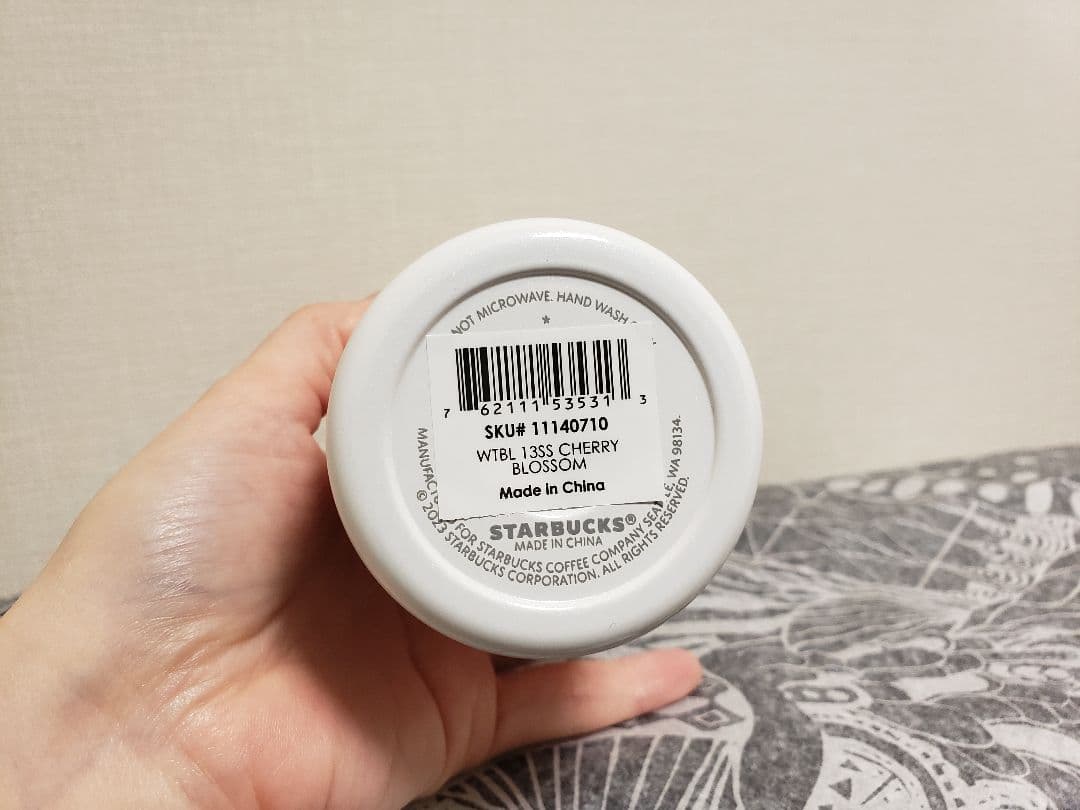 NOT MICROWAVE. HAND WASH
*
7 62111 53531 3
SKU# 11140710
WTBL 13SS CHERRY
BLOSSOM
Made in China
STARBUCKS®
MADE IN CHINA
FOR STARBUCKS COFFEE COMPANY, WA 98134.
© 2023 STARBUCKS CORPORATION. ALL RIGHTS RESERVED.